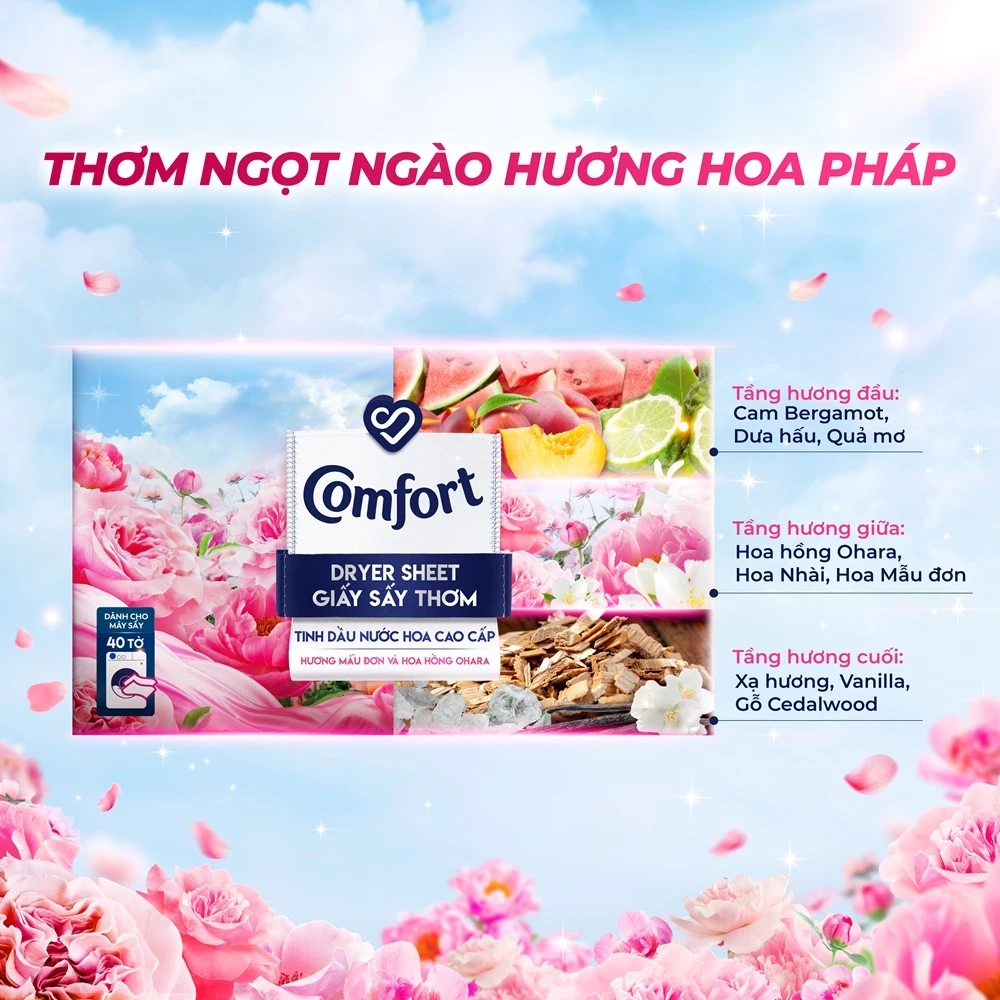 THƠM NGỌT NGÀO HƯƠNG HOA PHÁP
Comfort
DRYER SHEET
GIẤY SẤY THƠM
TINH DẦU NƯỚC HOA CAO CẤP
HƯƠNG MẪU ĐƠN VÀ HOA HỒNG OHARA
DÀNH CHO
MÁY SẤY
40 TỜ
Tầng hương đầu:
Cam Bergamot,
Dưa hấu, Quả mơ
Tầng hương giữa:
Hoa hồng Ohara,
Hoa Nhài, Hoa Mẫu đơn
Tầng hương cuối:
Xạ hương, Vanilla,
Gỗ Cedalwood